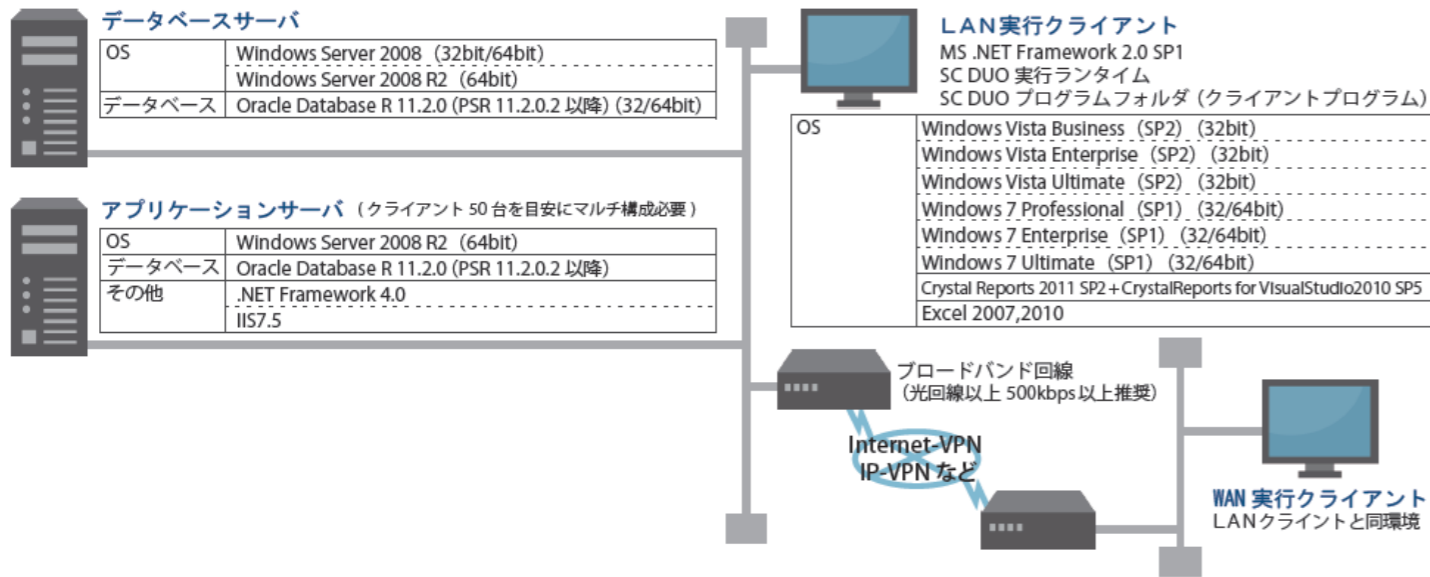 データベースサーバ
OS Windows Server 2008（32bit/64bit）
Windows Server 2008 R2（64bit）
データベース Oracle Database R 11.2.0 (PSR 11.2.0.2 以降) (32/64bit)
アプリケーションサーバ (クライアント 50 台を目安にマルチ構成必要)
OS Windows Server 2008 R2（64bit）
データベース Oracle Database R 11.2.0 (PSR 11.2.0.2 以降)
その他 .NET Framework 4.0
IIS7.5
LAN実行クライアント
MS .NET Framework 2.0 SP1
SC DUO 実行ランタイム
SC DUO プログラムフォルダ (クライアントプログラム)
OS Windows Vista Business（SP2）(32bit)
Windows Vista Enterprise（SP2）(32bit)
Windows Vista Ultimate（SP2）(32bit)
Windows 7 Professional（SP1）(32/64bit)
Windows 7 Enterprise（SP1）(32/64bit)
Windows 7 Ultimate（SP1）(32/64bit)
Crystal Reports 2011 SP2+CrystalReports for VisualStudio2010 SP5
Excel 2007,2010
ブロードバンド回線
（光回線以上 500kbps以上推奨）
Internet-VPN
IP-VPN など
WAN 実行クライアント
LANクライントと同環境